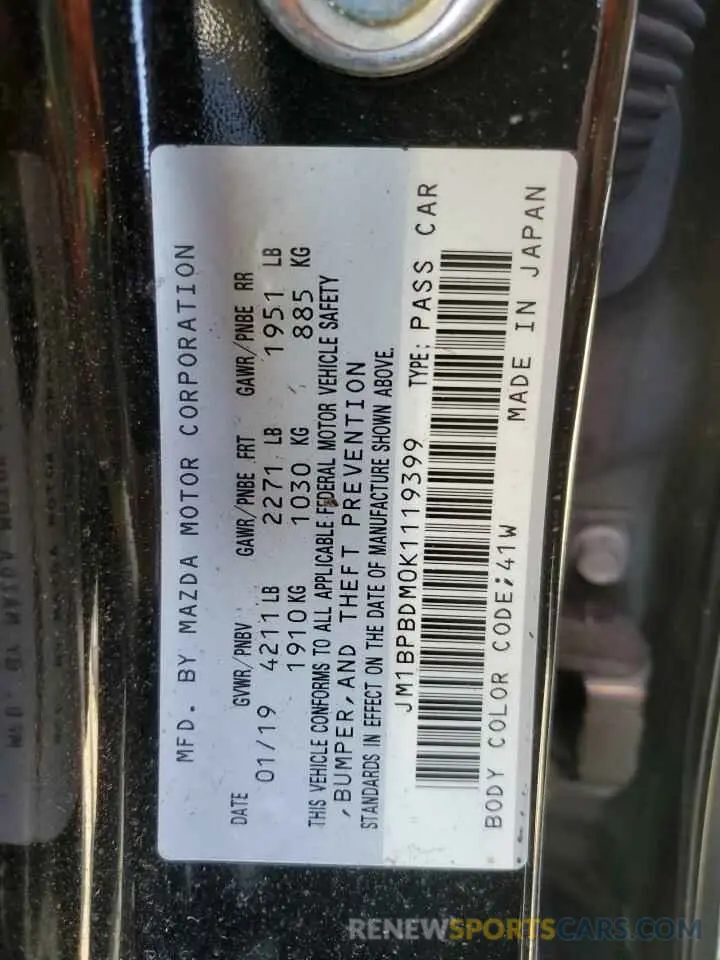 MFD. BY MAZDA MOTOR CORPORATION
DATE GVWR/PNBV GAWR/PNBE FRT GAWR/PNBE RR
01/19 4211 LB 2271 LB 1951 LB
1910 KG 1030 KG 885 KG
THIS VEHICLE CONFORMS TO ALL APPLICABLE FEDERAL MOTOR VEHICLE SAFETY
,BUMPER, AND THEFT PREVENTION
STANDARDS IN EFFECT ON THE DATE OF MANUFACTURE SHOWN ABOVE.
JM1BPBDM0K1119399 TYPE: PASS CAR
BODY COLOR CODE: 41W MADE IN JAPAN
RENEWSPORTSCARS.COM